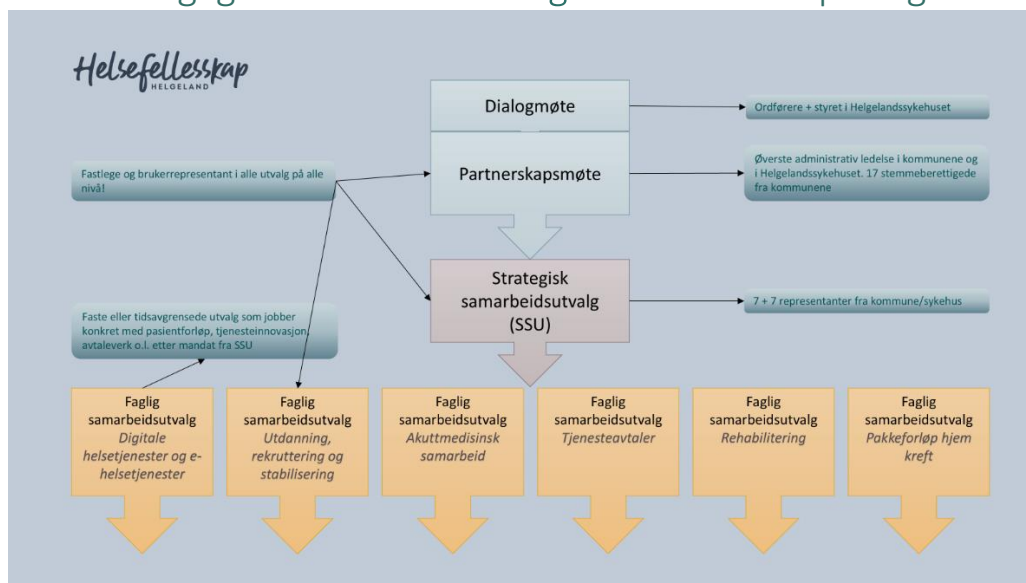 Helsefellesskap
HELGELAND
Dialogmøte
Ordførere + styret i Helgelandssykehuset
Fastlege og brukerrepresentant i alle utvalg på alle
nivå!
Partnerskapsmøte
Øverste administrativ ledelse i kommunene og
i Helgelandssykehuset. 17 stemmeberettigede
fra kommunene
Strategisk
samarbeidsutvalg
(SSU)
7 + 7 representanter fra kommune/sykehus
Faste eller tidsavgrensede utvalg som jobber
konkret med pasientforløp, tjenesteinnovasjon,
avtaleverk o.l. etter mandat fra SSU
Faglig
samarbeidsutvalg
Digitale
helsetjenester og e-
helsetjenester
Faglig
samarbeidsutvalg
Utdanning,
rekruttering og
stabilisering
Faglig
samarbeidsutvalg
Akuttmedisinsk
samarbeid
Faglig
samarbeidsutvalg
Tjenesteavtaler
Faglig
samarbeidsutvalg
Rehabilitering
Faglig
samarbeidsutvalg
Pakkeforløp hjem
kreft